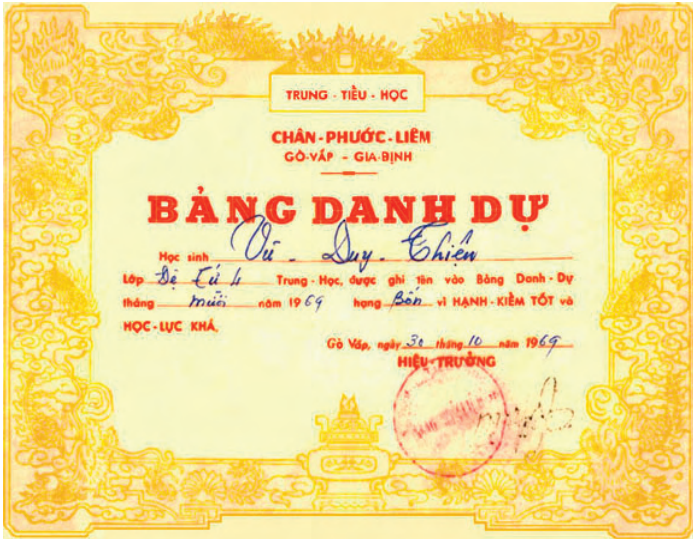 TRUNG - TIỀU - HỌC
CHÂN - PHƯỚC - LIÊM
GÒ-VẤP - GIA-ĐỊNH
BẢNG DANH DỰ
Học sinh Vũ - Duy - Thiện
Lớp Đệ Tứ 4 Trung - Học, được ghi tên vào Bảng Danh - Dự
tháng mười năm 1969 hạng Bốn vì HẠNH - KIỂM TỐT và
HỌC - LỰC KHÁ.
Gò Vấp, ngày 30 tháng 10 năm 1969
HIỆU - TRƯỞNG